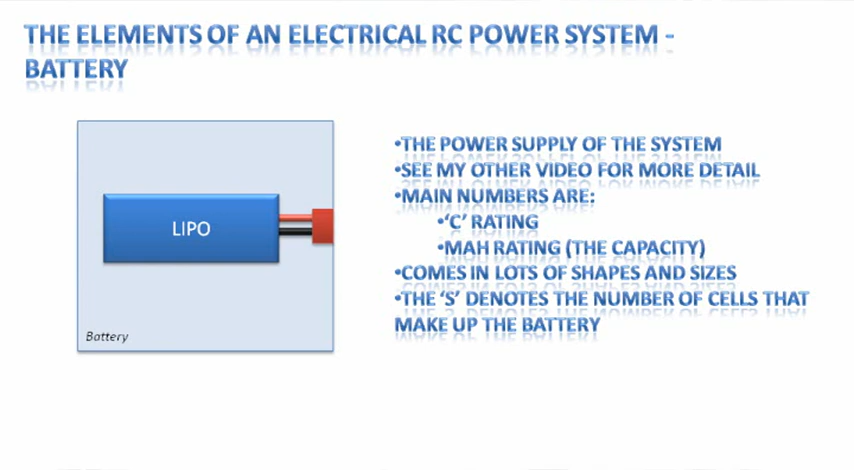 THE ELEMENTS OF AN ELECTRICAL RC POWER SYSTEM -
BATTERY
LIPO
Battery
•THE POWER SUPPLY OF THE SYSTEM
•SEE MY OTHER VIDEO FOR MORE DETAIL
•MAIN NUMBERS ARE:
•‘C’ RATING
•MAH RATING (THE CAPACITY)
•COMES IN LOTS OF SHAPES AND SIZES
•THE ‘S’ DENOTES THE NUMBER OF CELLS THAT
MAKE UP THE BATTERY